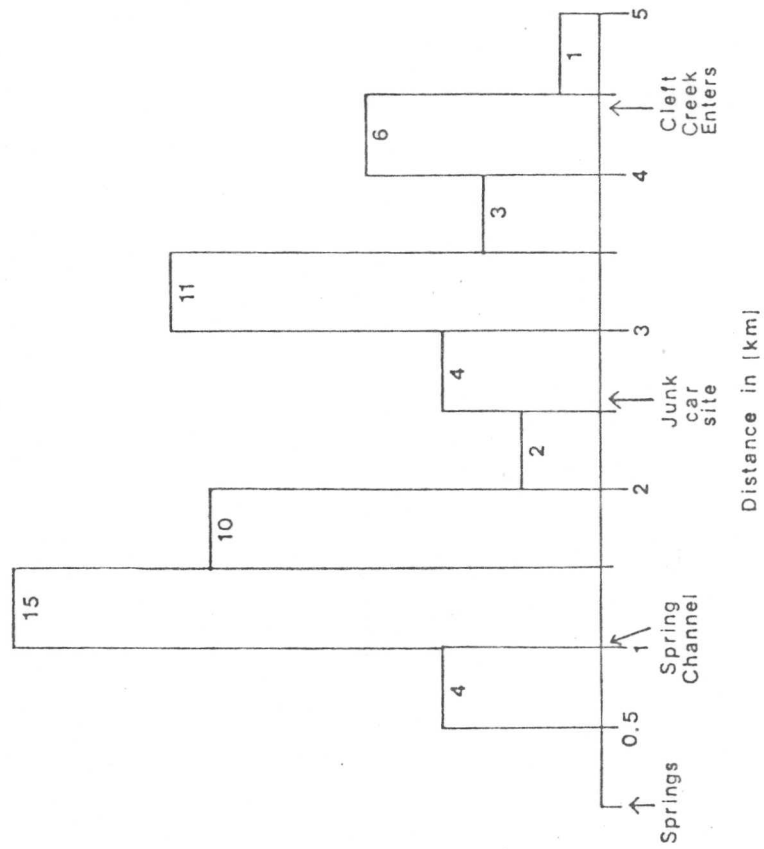 4
15
10
2
4
11
3
6
1
0.5
1
2
3
4
5
Springs
Spring
Channel
Junk
car
site
Cleft
Creek
Enters
Distance in [km]